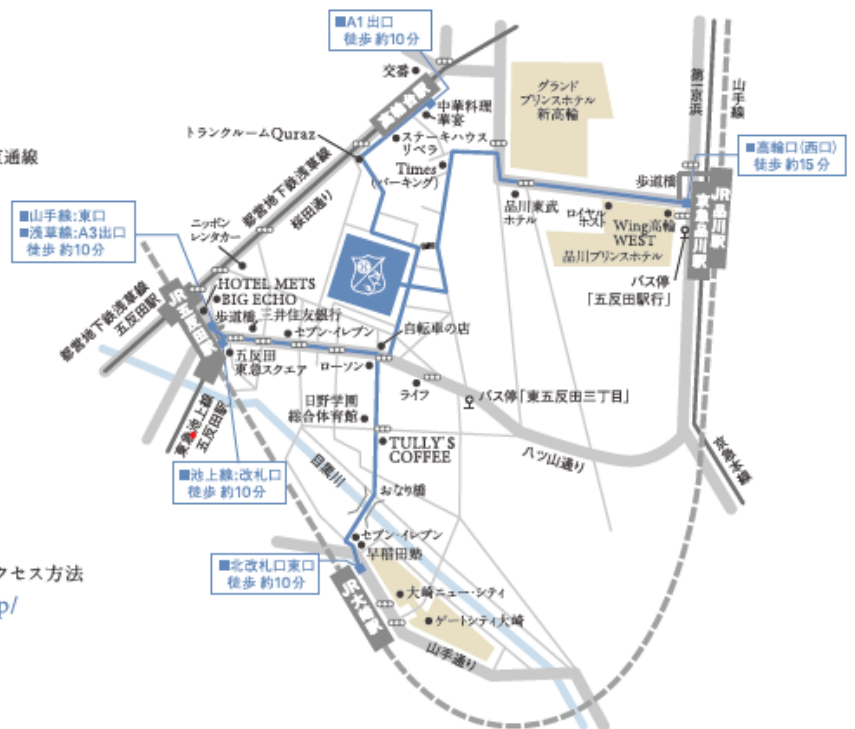 ■A1 出口
徒歩 約10分
交番
高輪台駅
中華料理
華宴
グランド
プリンスホテル
新高輪
第一京浜
山手線
トランクルームQuraz
ステーキハウス
リベラ
Times
(パーキング)
直通線
都営地下鉄浅草線
桜田通り
■高輪口(西口)
徒歩 約15分
歩道橋
JR 品川駅
京急品川駅
品川東武
ホテル
ロイヤル
ホスト
Wing高輪
WEST
品川プリンスホテル
バス停
「五反田駅行」
■山手線:東口
■浅草線:A3出口
徒歩 約10分
ニッポン
レンタカー
HOTEL METS
BIG ECHO
歩道橋
三井住友銀行
セブン-イレブン
自転車の店
JR五反田駅
都営地下鉄浅草線
五反田駅
五反田
東急スクエア
ローソン
ライフ
バス停「東五反田三丁目」
東急池上線
五反田駅
日野学園
総合体育館
TULLY'S
COFFEE
八ツ山通り
京急本線
■池上線:改札口
徒歩 約10分
目黒川
おなり橋
セブン-イレブン
早稲田塾
■北改札口東口
徒歩 約10分
JR大崎駅
大崎ニュー・シティ
ゲートシティ大崎
山手通り
クセス方法
p/